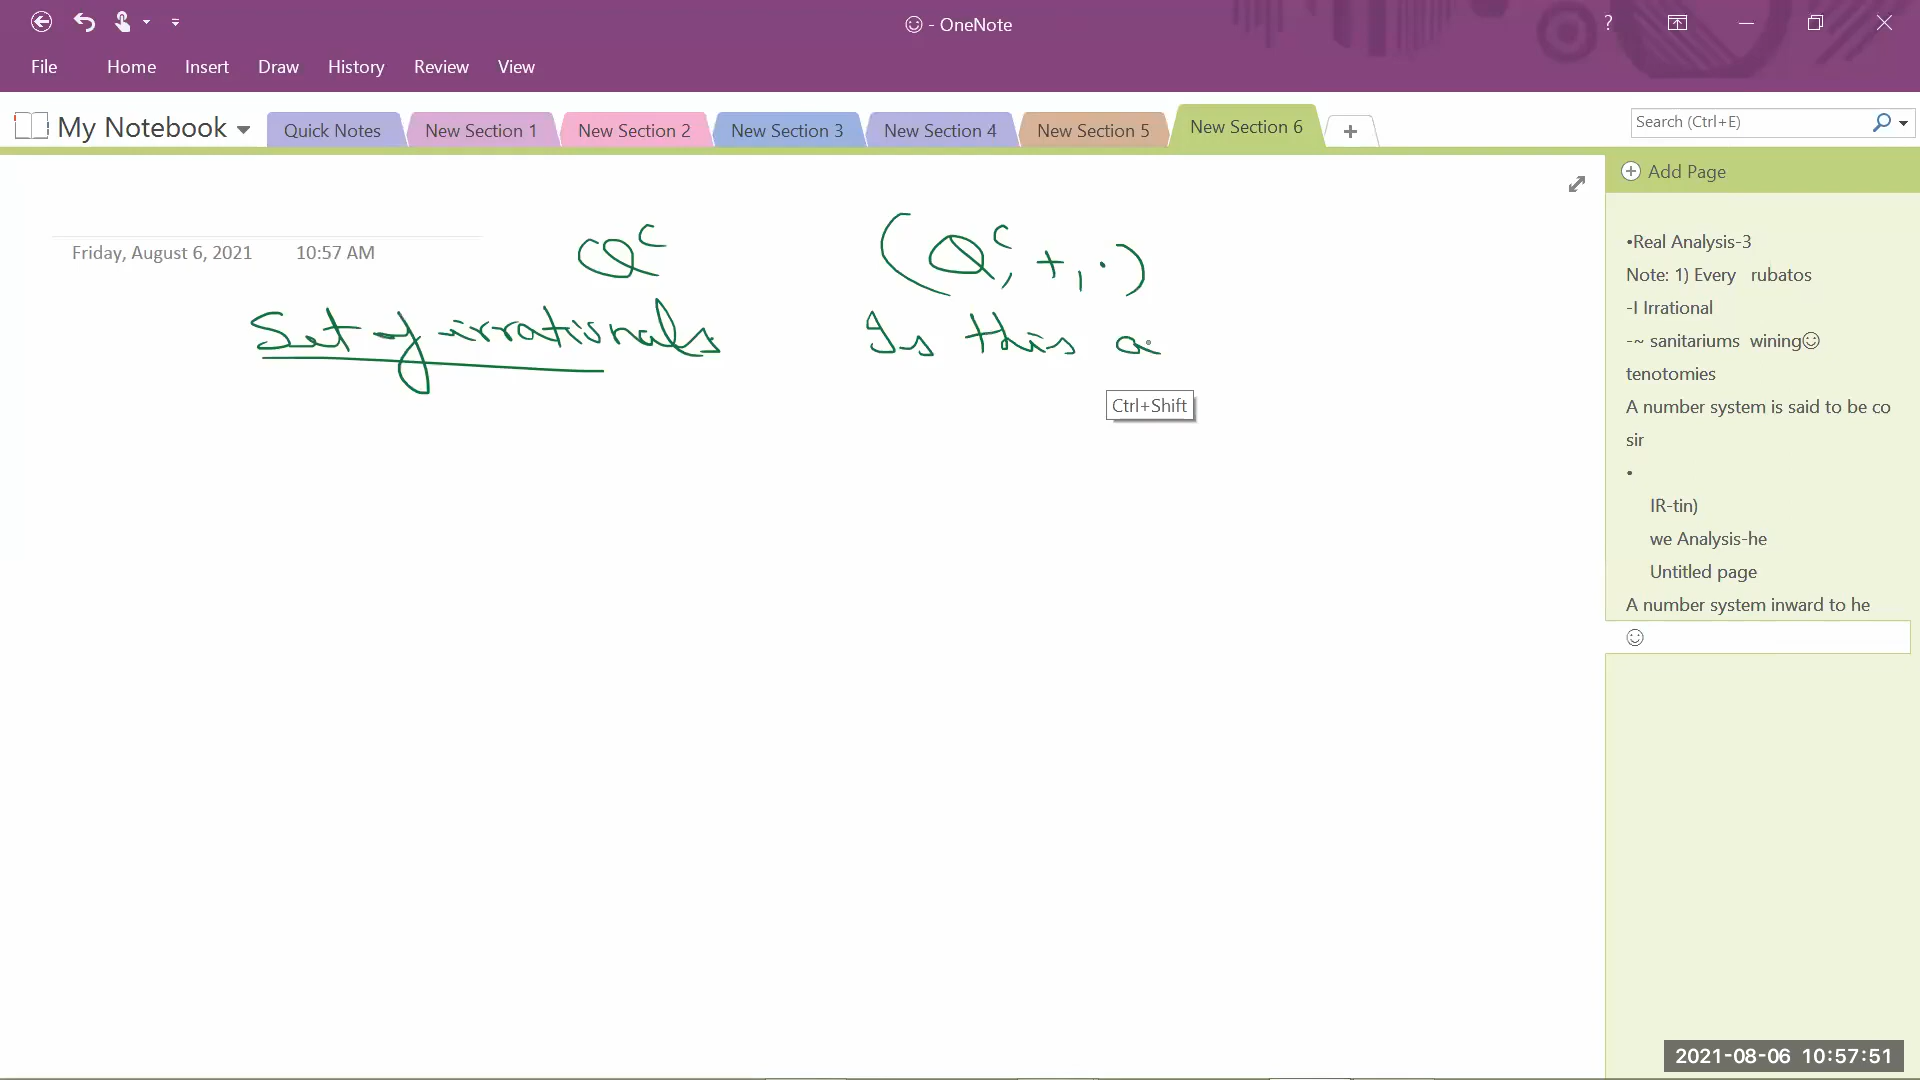 ☺ - OneNote
?
File Home Insert Draw History Review View
My Notebook
Quick Notes New Section 1 New Section 2 New Section 3 New Section 4 New Section 5 New Section 6 +
Search (Ctrl+E)
Add Page
Friday, August 6, 2021 10:57 AM
Q^c (Q^c, +, ·)
Set of irrationals Is this a
Ctrl+Shift
•Real Analysis-3
Note: 1) Every rubatos
-I Irrational
-~ sanitariums wining☺
tenotomies
A number system is said to be co
sir
•
IR-tin)
we Analysis-he
Untitled page
A number system inward to he
☺
2021-08-06 10:57:51